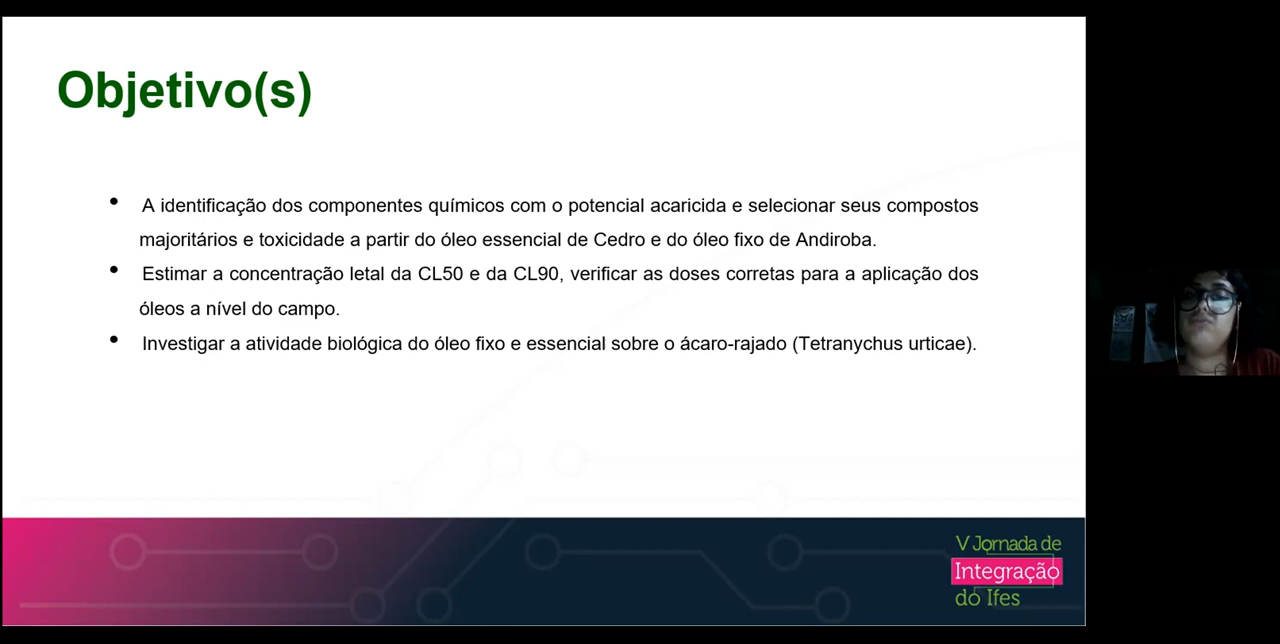 Objetivo(s)
• A identificação dos componentes químicos com o potencial acaricida e selecionar seus compostos
majoritários e toxicidade a partir do óleo essencial de Cedro e do óleo fixo de Andiroba.
• Estimar a concentração letal da CL50 e da CL90, verificar as doses corretas para a aplicação dos
óleos a nível do campo.
• Investigar a atividade biológica do óleo fixo e essencial sobre o ácaro-rajado (Tetranychus urticae).
V Jornada de
Integração
do Ifes